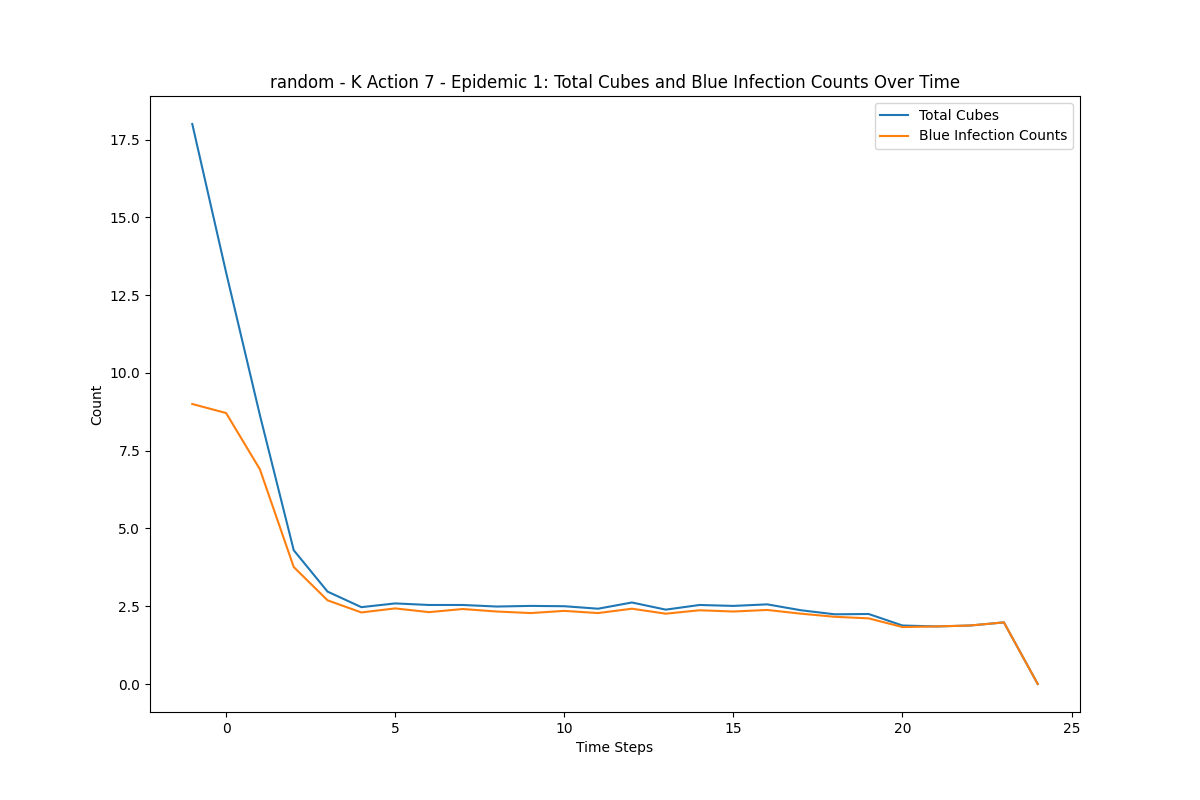 random - K Action 7 - Epidemic 1: Total Cubes and Blue Infection Counts Over Time
Total Cubes
Blue Infection Counts
17.5
15.0
12.5
10.0
7.5
5.0
2.5
0.0
Count
0 5 10 15 20 25
Time Steps